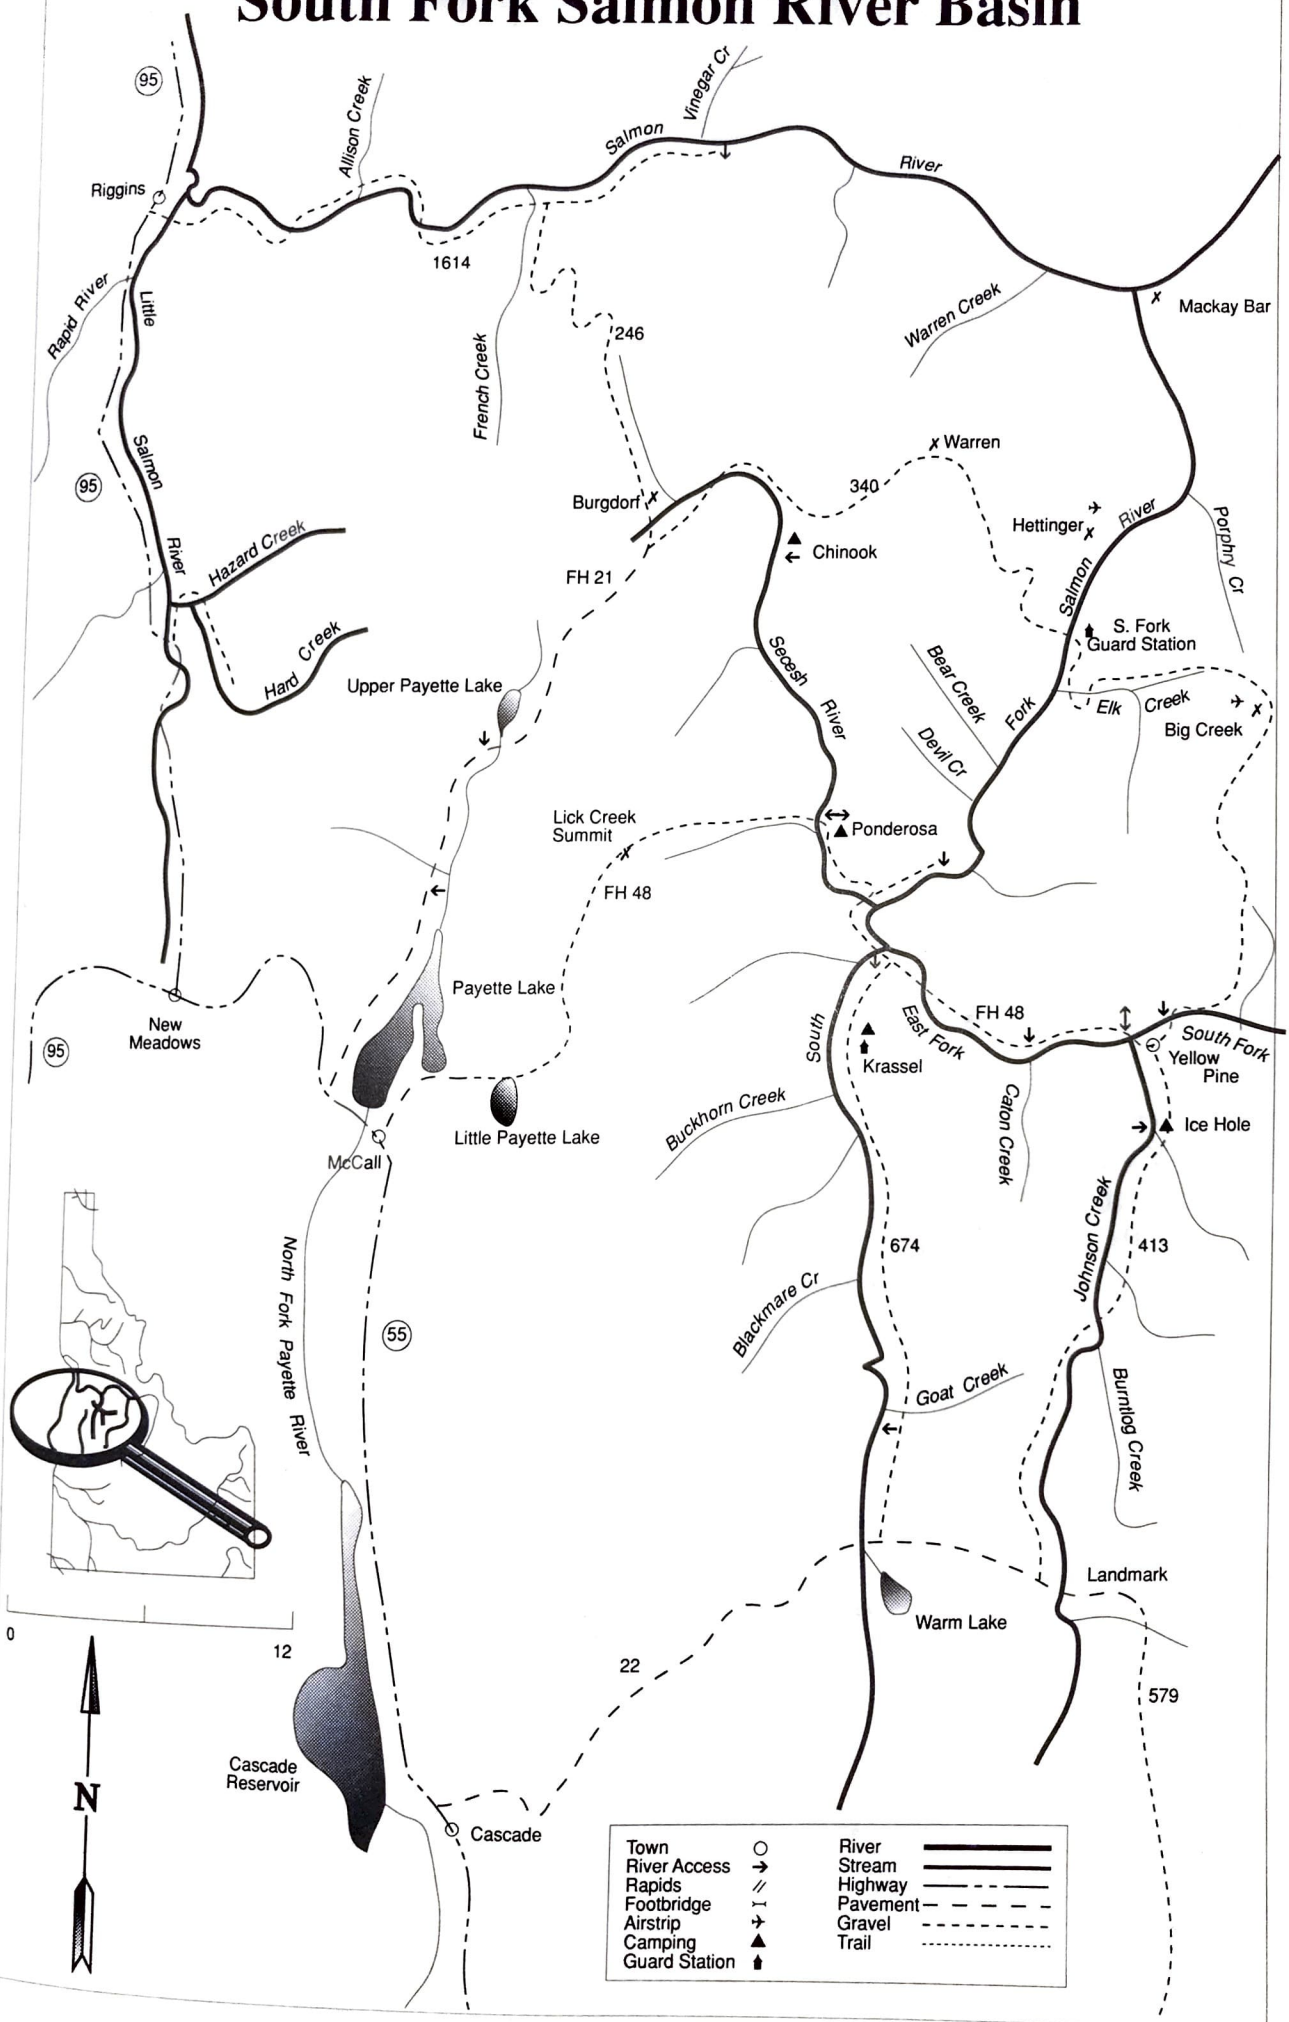 South Fork Salmon River Basin
95
Allison Creek
Vinegar Cr
Salmon
River
Riggins
1614
Rapid River
Little
Warren Creek
Mackay Bar
French Creek
246
Salmon
Warren
95
340
Burgdorf
Hettinger
River
Porphry Cr
Chinook
River
Hazard Creek
FH 21
Salmon
S. Fork
Guard Station
Hard Creek
Secesh
Bear Creek
Upper Payette Lake
Elk Creek
River
Fork
Big Creek
Devil Cr
Lick Creek
Summit
Ponderosa
FH 48
Payette Lake
New
Meadows
95
South
East Fork
FH 48
South Fork
Yellow
Pine
Krassel
Little Payette Lake
Buckhorn Creek
Caton Creek
Ice Hole
McCall
Johnson Creek
413
674
North Fork Payette River
55
Blackmare Cr
Goat Creek
Burntlog Creek
Landmark
Warm Lake
0
12
22
579
N
Cascade
Reservoir
Cascade
Town
River Access
Rapids
Footbridge
Airstrip
Camping
Guard Station
River
Stream
Highway
Pavement
Gravel
Trail